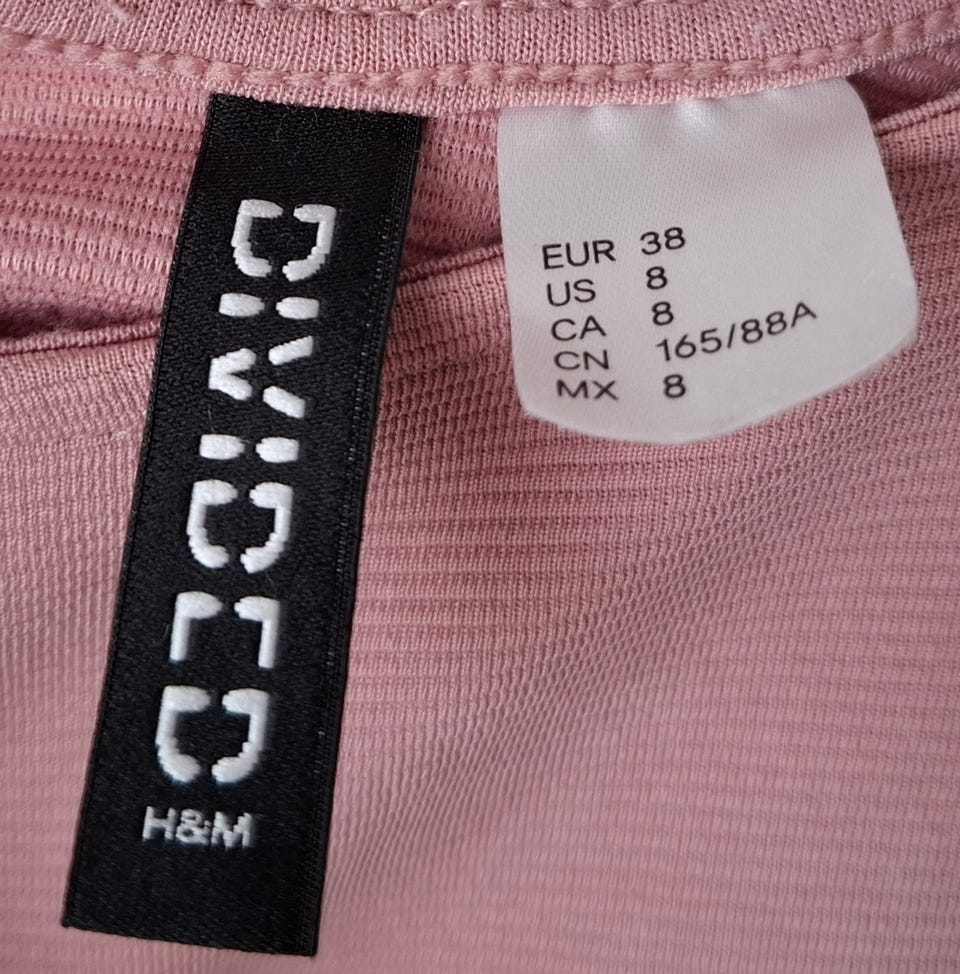 DIVIDED
H&M
EUR 38
US 8
CA 8
CN 165/88A
MX 8